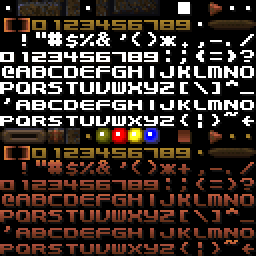 0123456789
!"#$%&'()*,,-./
0123456789:;<=>?
@ABCDEFGHIJKLMNO
PQRSTUVWXYZ[\]^_
'ABCDEFGHIJKLMNO
PQRSTUVWXYZ{¦}~←
0123456789
!"#$%&'()*+,-./
0123456789:;<=>?
@ABCDEFGHIJKLMNO
PQRSTUVWXYZ[\]^_
'ABCDEFGHIJKLMNO
PQRSTUVWXYZ{¦}~←